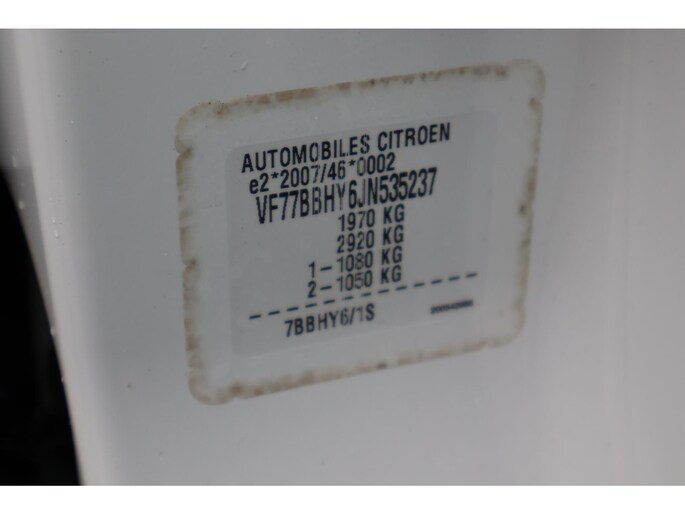 AUTOMOBILES CITROEN
e2*2007/46*0002
VF77BBHY6JN535237
1970 KG
2920 KG
1-1080 KG
2-1050 KG
7BBHY6/1S